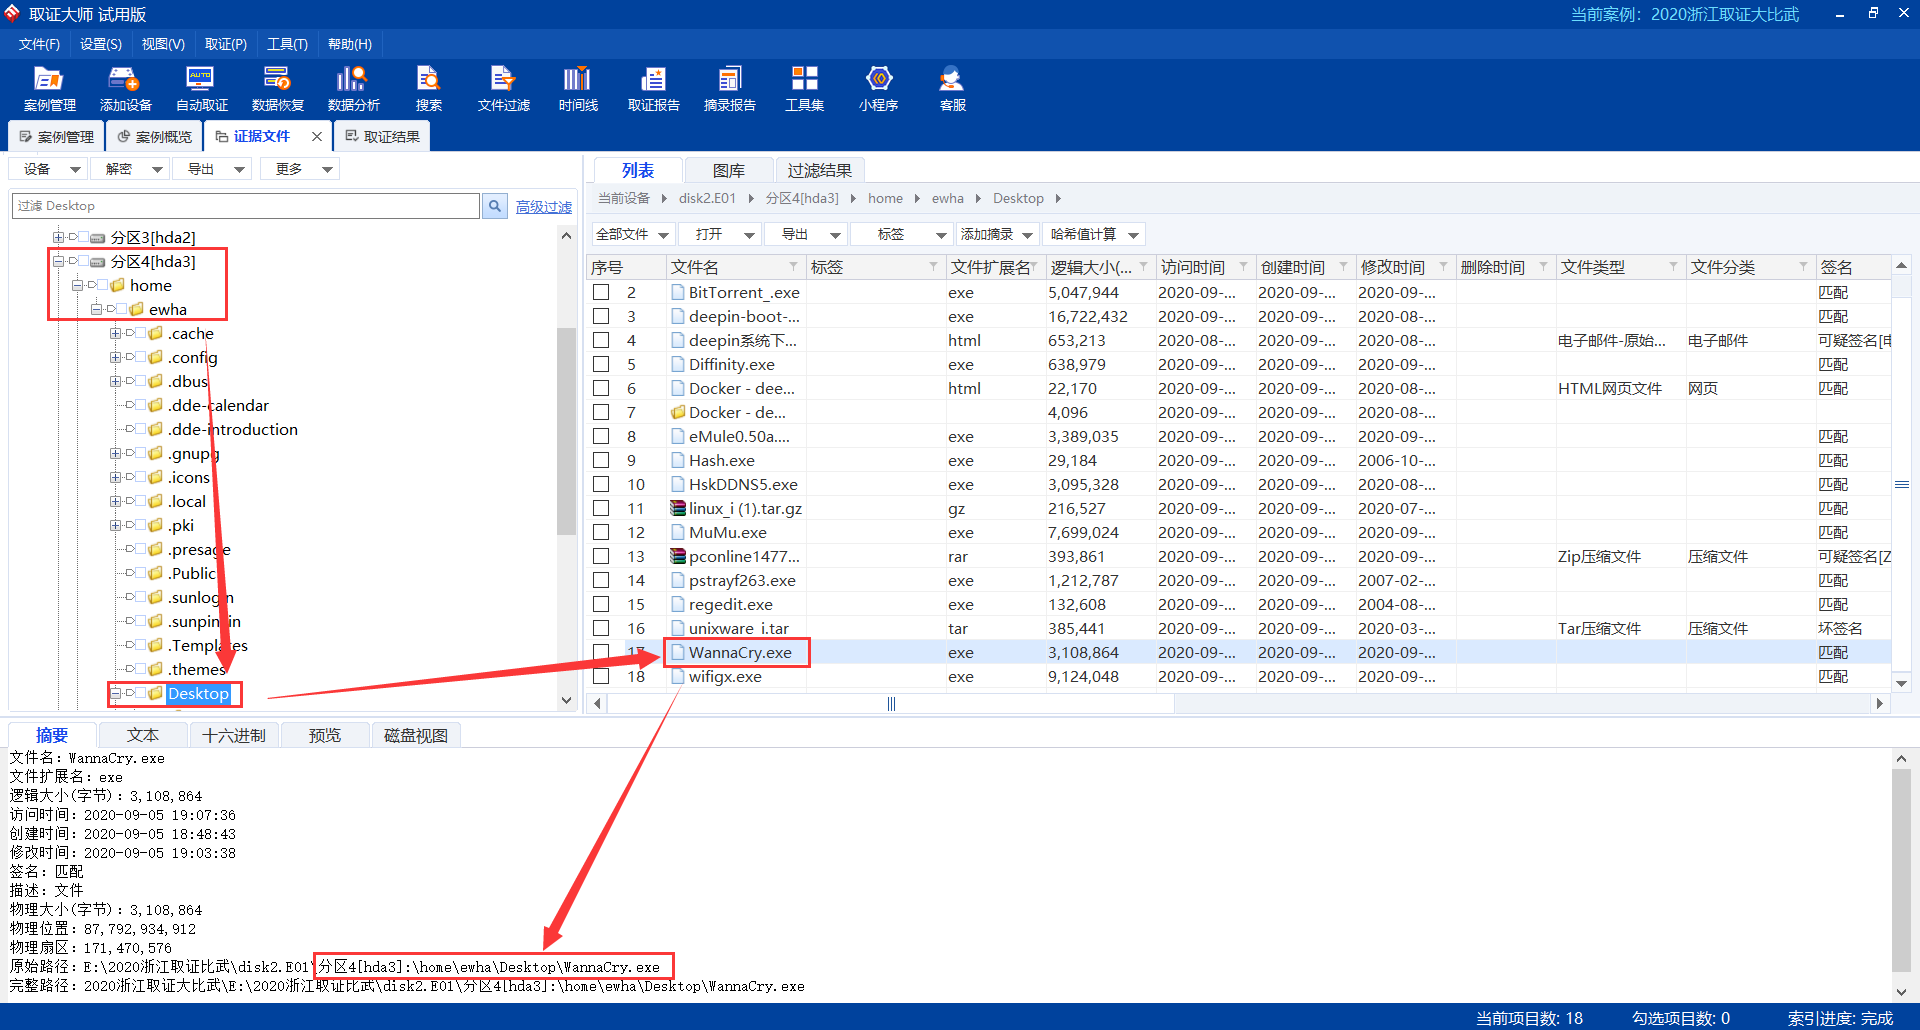 取证大师 试用版
当前案例：2020浙江取证大比武
文件(F) 设置(S) 视图(V) 取证(P) 工具(T) 帮助(H)
案例管理 添加设备 自动取证 数据恢复 数据分析 搜索 文件过滤 时间线 取证报告 摘录报告 工具集 小程序 客服
案例管理 案例概览 证据文件 取证结果
设备 解密 导出 更多
过滤 Desktop 高级过滤
分区3[hda2]
分区4[hda3]
home
ewha
.cache
.config
.dbus
.dde-calendar
.dde-introduction
.gnupg
.icons
.local
.pki
.presage
.Public
.sunlogin
.Templates
.themes
Desktop
列表 图库 过滤结果
当前设备 disk2.E01 分区4[hda3] home ewha Desktop
全部文件 打开 导出 标签 添加摘录 哈希值计算
序号 文件名 标签 文件扩展名 逻辑大小(... 访问时间 创建时间 修改时间 删除时间 文件类型 文件分类 签名
2 BitTorrent_.exe exe 5,047,944 2020-09-... 2020-09-... 2020-09-... 匹配
3 deepin-boot-... exe 16,722,432 2020-09-... 2020-09-... 2020-08-... 匹配
4 deepin系统下... html 653,213 2020-08-... 2020-09-... 2020-08-... 电子邮件-原始... 电子邮件 可疑签名[电
5 Diffinity.exe exe 638,979 2020-09-... 2020-09-... 2020-09-... 匹配
6 Docker - dee... html 22,170 2020-09-... 2020-09-... 2020-08-... HTML网页文件 网页 匹配
7 Docker - de... 4,096 2020-09-... 2020-09-... 2020-08-...
8 eMule0.50a.... exe 3,389,035 2020-09-... 2020-09-... 2020-09-... 匹配
9 Hash.exe exe 29,184 2020-09-... 2020-09-... 2006-10-... 匹配
10 HskDDNS5.exe exe 3,095,328 2020-09-... 2020-09-... 2020-09-... 匹配
11 linux_i (1).tar.gz gz 216,527 2020-09-... 2020-09-... 2020-07-... 匹配
12 MuMu.exe exe 7,699,024 2020-09-... 2020-09-... 2020-09-... 匹配
13 pconline1477... rar 393,861 2020-09-... 2020-09-... 2020-09-... Zip压缩文件 压缩文件 可疑签名[Z
14 pstrayf263.exe exe 1,212,787 2020-09-... 2020-09-... 2007-02-... 匹配
15 regedit.exe exe 132,608 2020-09-... 2020-09-... 2004-08-... 匹配
16 unixware_i.tar tar 385,441 2020-09-... 2020-09-... 2020-03-... Tar压缩文件 压缩文件 坏签名
17 WannaCry.exe exe 3,108,864 2020-09-... 2020-09-... 2020-09-... 匹配
18 wifigx.exe exe 9,124,048 2020-09-... 2020-09-... 2020-09-... 匹配
摘要 文本 十六进制 预览 磁盘视图
文件名：WannaCry.exe
文件扩展名：exe
逻辑大小(字节)：3,108,864
访问时间：2020-09-05 19:07:36
创建时间：2020-09-05 18:48:43
修改时间：2020-09-05 19:03:38
签名：匹配
描述：文件
物理大小(字节)：3,108,864
物理位置：87,792,934,912
物理扇区：171,470,576
原始路径：E:\2020浙江取证比武\disk2.E01\分区4[hda3]:\home\ewha\Desktop\WannaCry.exe
完整路径：2020浙江取证大比武\E:\2020浙江取证比武\disk2.E01\分区4[hda3]:\home\ewha\Desktop\WannaCry.exe
当前项目数: 18 勾选项目数: 0 索引进度: 完成